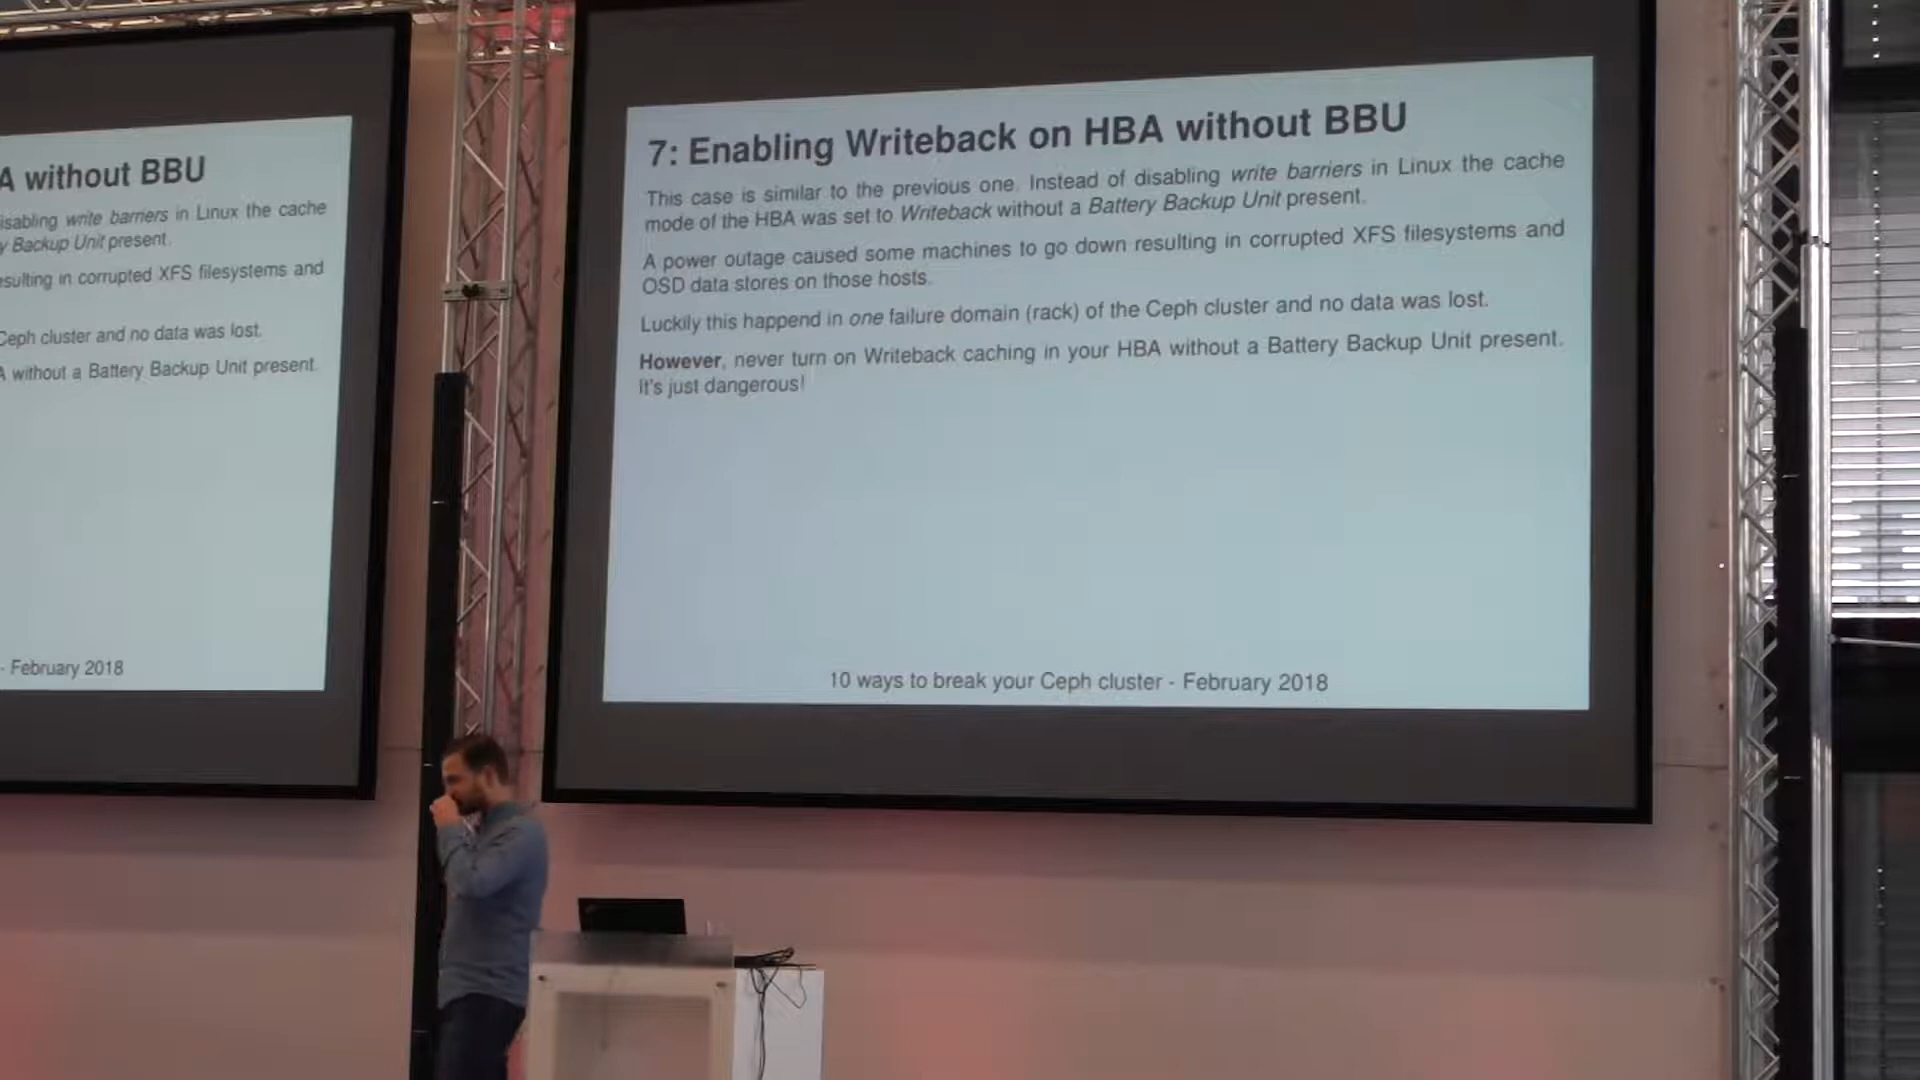 A without BBU
isabling write barriers in Linux the cache
y Backup Unit present.
esulting in corrupted XFS filesystems and
Ceph cluster and no data was lost.
A without a Battery Backup Unit present.
- February 2018
7: Enabling Writeback on HBA without BBU
This case is similar to the previous one. Instead of disabling write barriers in Linux the cache
mode of the HBA was set to Writeback without a Battery Backup Unit present.
A power outage caused some machines to go down resulting in corrupted XFS filesystems and
OSD data stores on those hosts.
Luckily this happend in one failure domain (rack) of the Ceph cluster and no data was lost.
However, never turn on Writeback caching in your HBA without a Battery Backup Unit present.
It's just dangerous!
10 ways to break your Ceph cluster - February 2018